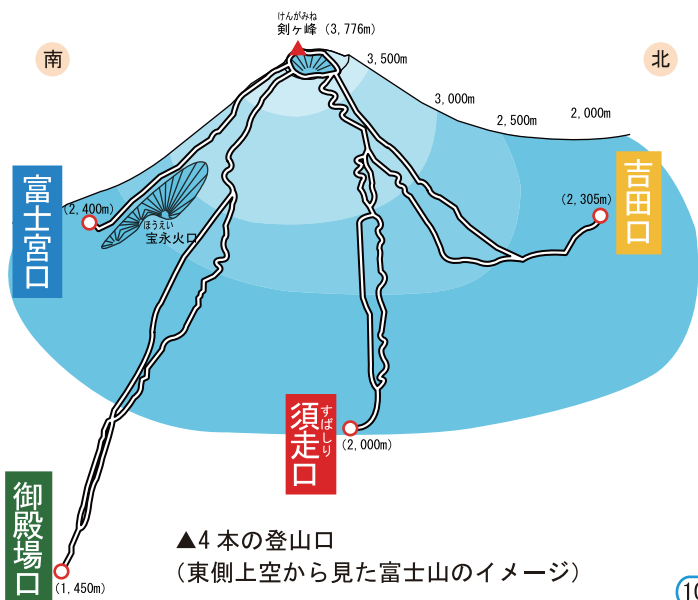 けんがみね
剣ヶ峰 (3,776m)
南
北
3,500m
3,000m
2,500m
2,000m
富士宮口
(2,400m)
ほうえい
宝永火口
吉田口
(2,305m)
須走口
すばしり
(2,000m)
御殿場口
(1,450m)
▲4本の登山口
(東側上空から見た富士山のイメージ)